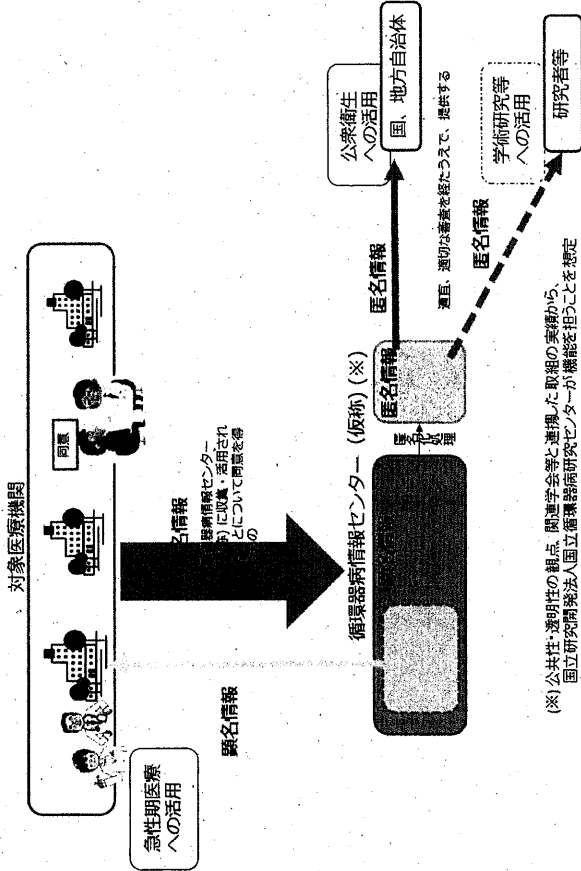 対象医療機関
同意
急性期医療
への活用
顕名情報
名情報
器病情報センター
に収集・活用され
とについて同意を得
の
循環器病情報センター (仮称) (※)
匿名情報
匿名情報
公衆衛生
への活用
国、地方自治体
適宜、適切な審査を経たうえで、提供する
匿名情報
学術研究等
への活用
研究者等
(※) 公共性・透明性の観点、関連学会等と連携した取組の実績から、
国立研究開発法人国立循環器病研究センターが機能を担うことを想定